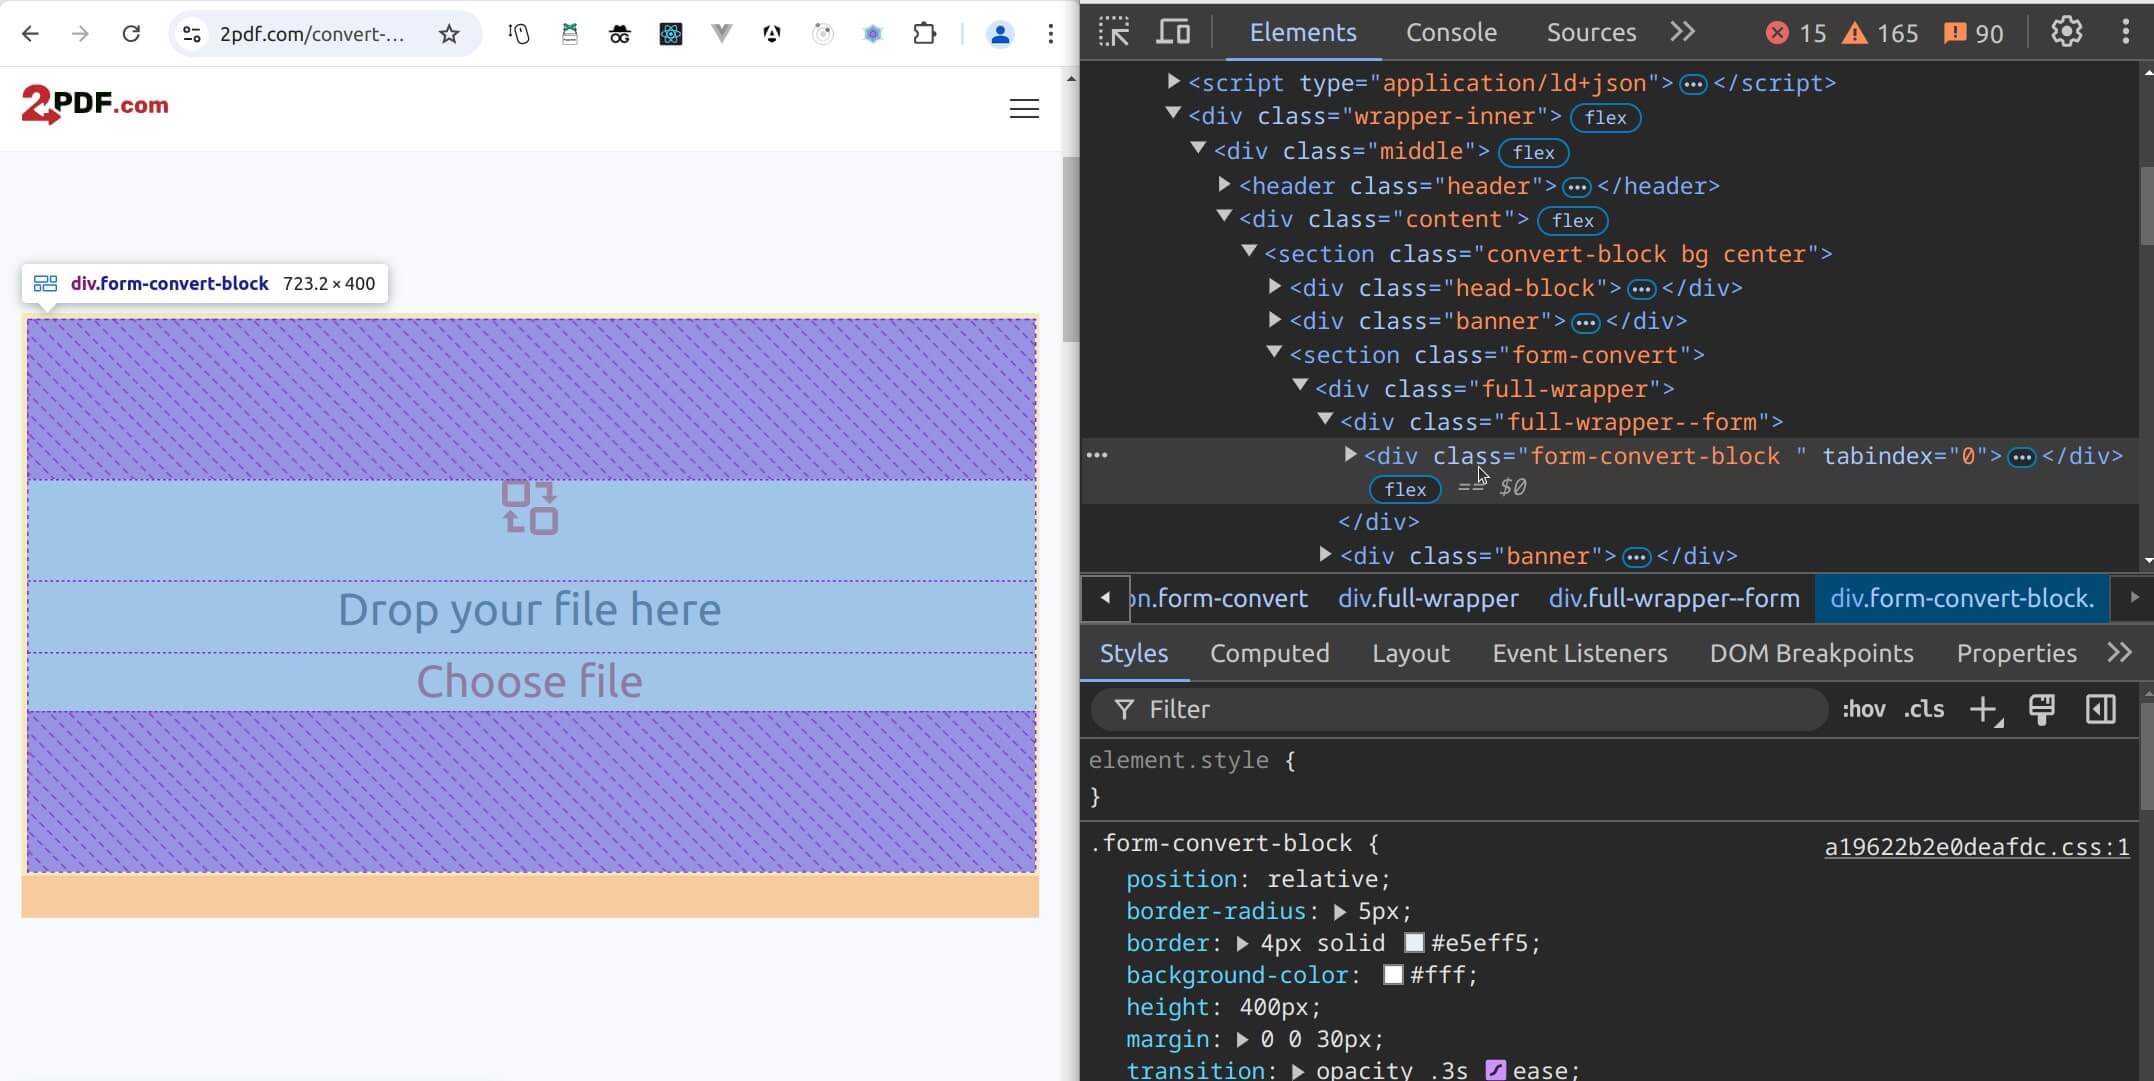 2pdf.com/convert-...
2PDF.com
div.form-convert-block 723.2 × 400
Drop your file here
Choose file
Elements Console Sources 15 165 90
<script type="application/ld+json"> ••• </script>
<div class="wrapper-inner"> flex
<div class="middle"> flex
<header class="header"> ••• </header>
<div class="content"> flex
<section class="convert-block bg center">
<div class="head-block"> ••• </div>
<div class="banner"> ••• </div>
<section class="form-convert">
<div class="full-wrapper">
<div class="full-wrapper--form">
••• <div class="form-convert-block " tabindex="0"> ••• </div>
flex == $0
</div>
<div class="banner"> ••• </div>
on.form-convert div.full-wrapper div.full-wrapper--form div.form-convert-block.
Styles Computed Layout Event Listeners DOM Breakpoints Properties
Filter :hov .cls
element.style {
}
.form-convert-block { a19622b2e0deafdc.css:1
position: relative;
border-radius: 5px;
border: 4px solid #e5eff5;
background-color: #fff;
height: 400px;
margin: 0 0 30px;
transition: opacity .3s ease;